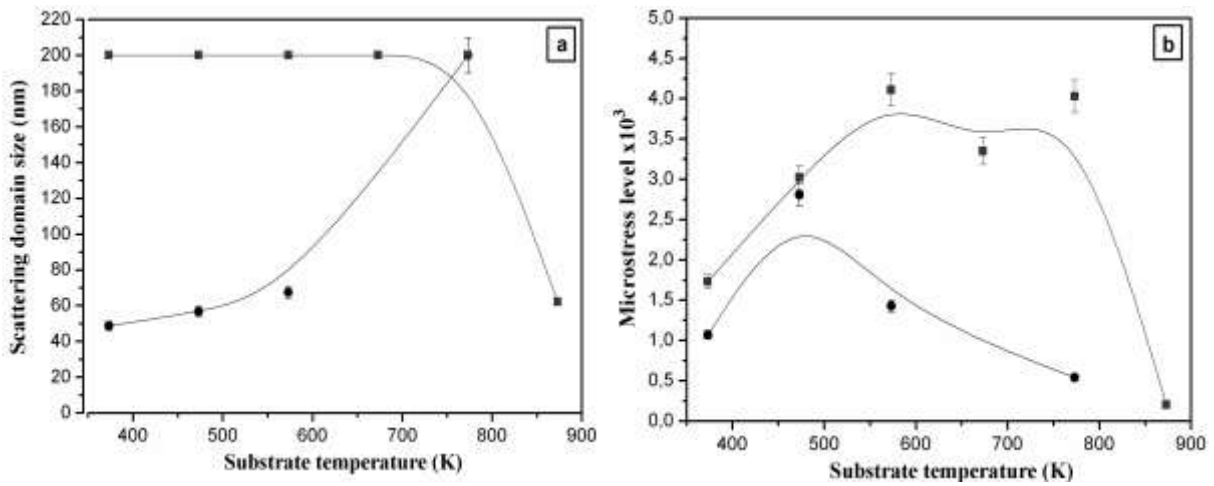 220
200
180
160
140
120
100
80
60
40
20
0
Scattering domain size (nm)
a
400 500 600 700 800 900
Substrate temperature (K)
5,0
4,5
4,0
3,5
3,0
2,5
2,0
1,5
1,0
0,5
0,0
Microstress level x10³
b
400 500 600 700 800 900
Substrate temperature (K)